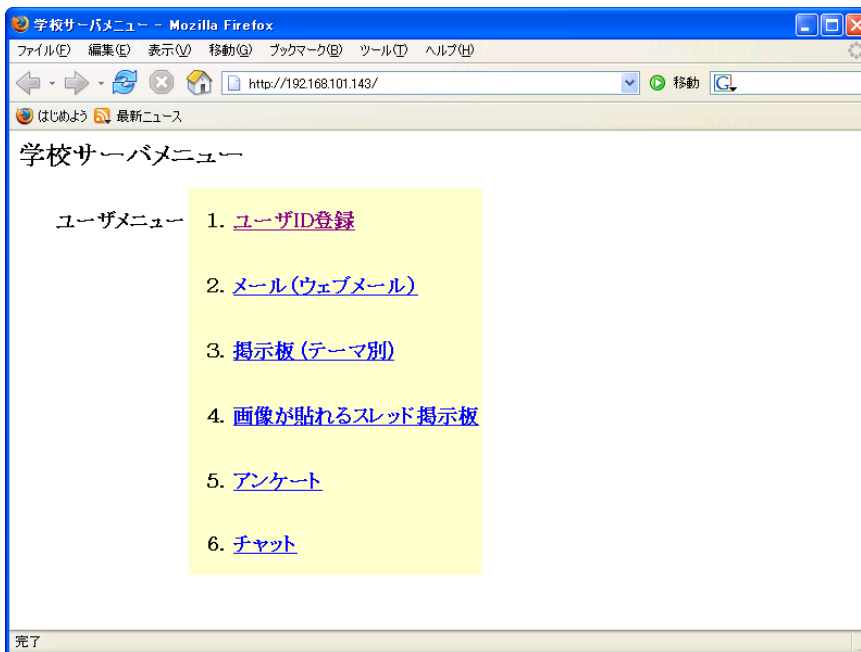 学校サーバメニュー - Mozilla Firefox
ファイル(F) 編集(E) 表示(V) 移動(G) ブックマーク(B) ツール(T) ヘルプ(H)
http://192.168.101.143/ 移動 G
はじめよう 最新ニュース
学校サーバメニュー
ユーザメニュー 1. ユーザID登録
2. メール(ウェブメール)
3. 掲示板(テーマ別)
4. 画像が貼れるスレッド掲示板
5. アンケート
6. チャット
完了